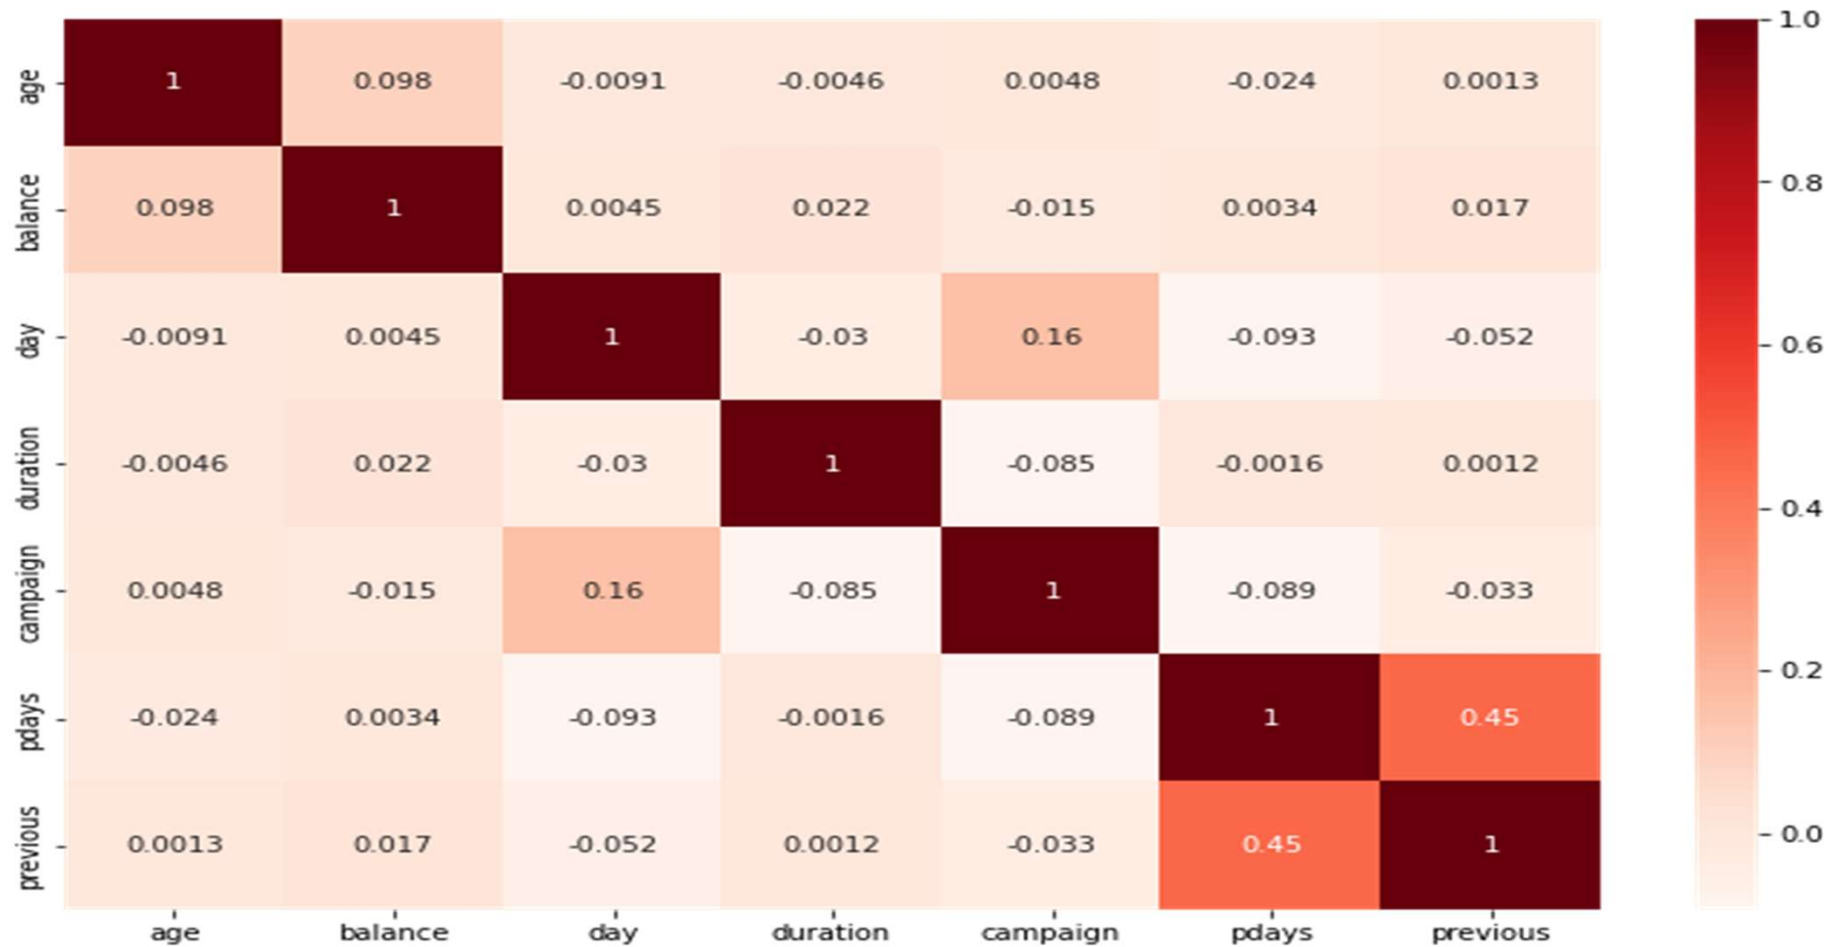 age 1 0.098 -0.0091 -0.0046 0.0048 -0.024 0.0013
balance 0.098 1 0.0045 0.022 -0.015 0.0034 0.017
day -0.0091 0.0045 1 -0.03 0.16 -0.093 -0.052
duration -0.0046 0.022 -0.03 1 -0.085 -0.0016 0.0012
campaign 0.0048 -0.015 0.16 -0.085 1 -0.089 -0.033
pdays -0.024 0.0034 -0.093 -0.0016 -0.089 1 0.45
previous 0.0013 0.017 -0.052 0.0012 -0.033 0.45 1
age balance day duration campaign pdays previous
1.0
0.8
0.6
0.4
0.2
0.0